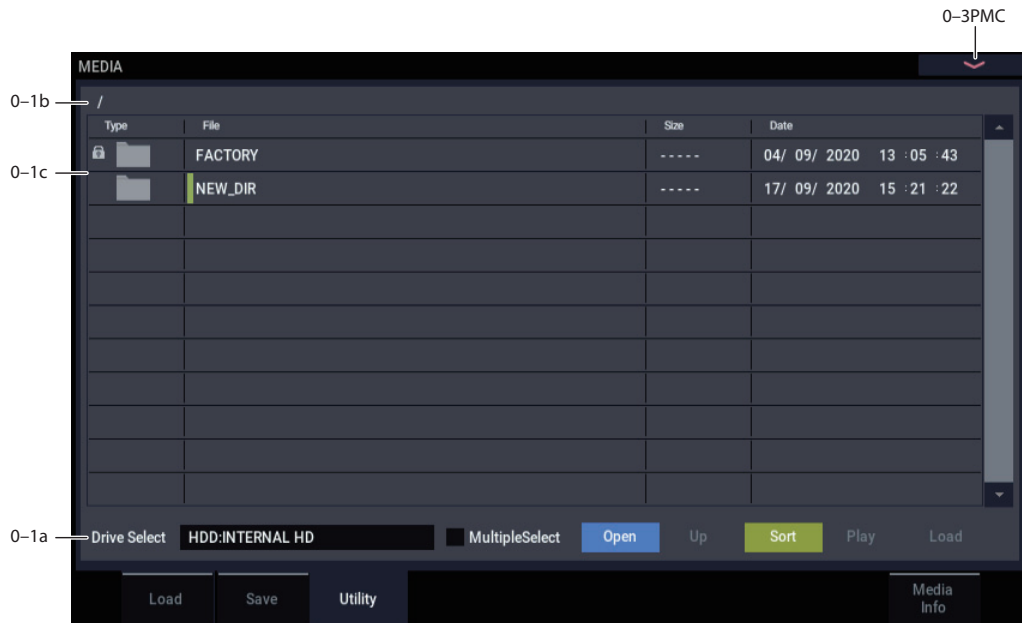 0–3PMC
MEDIA
0–1b
/
Type File Size Date
FACTORY ----- 04/ 09/ 2020 13 :05 :43
0–1c
NEW_DIR ----- 17/ 09/ 2020 15 :21 :22
0–1a
Drive Select HDD:INTERNAL HD MultipleSelect Open Up Sort Play Load
Load Save Utility Media
Info